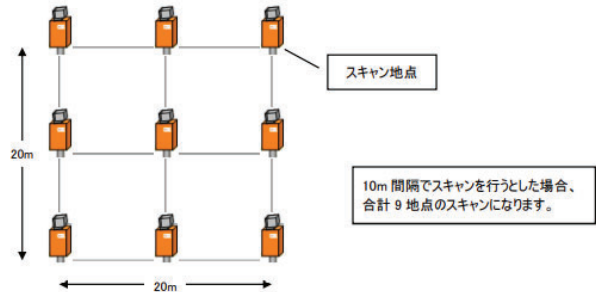 スキャン地点
20m
10m 間隔でスキャンを行うとした場合、
合計 9 地点のスキャンになります。
20m